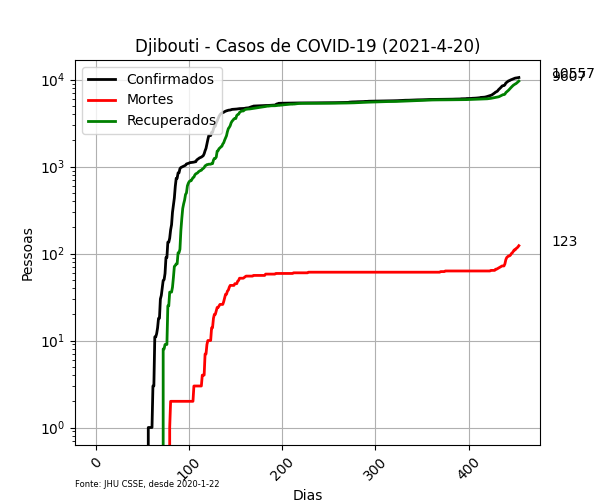 Djibouti - Casos de COVID-19 (2021-4-20)
Confirmados
Mortes
Recuperados
10557
123
Pessoas
10⁴
10³
10²
10¹
10⁰
0
100
200
300
400
Dias
Fonte: JHU CSSE, desde 2020-1-22